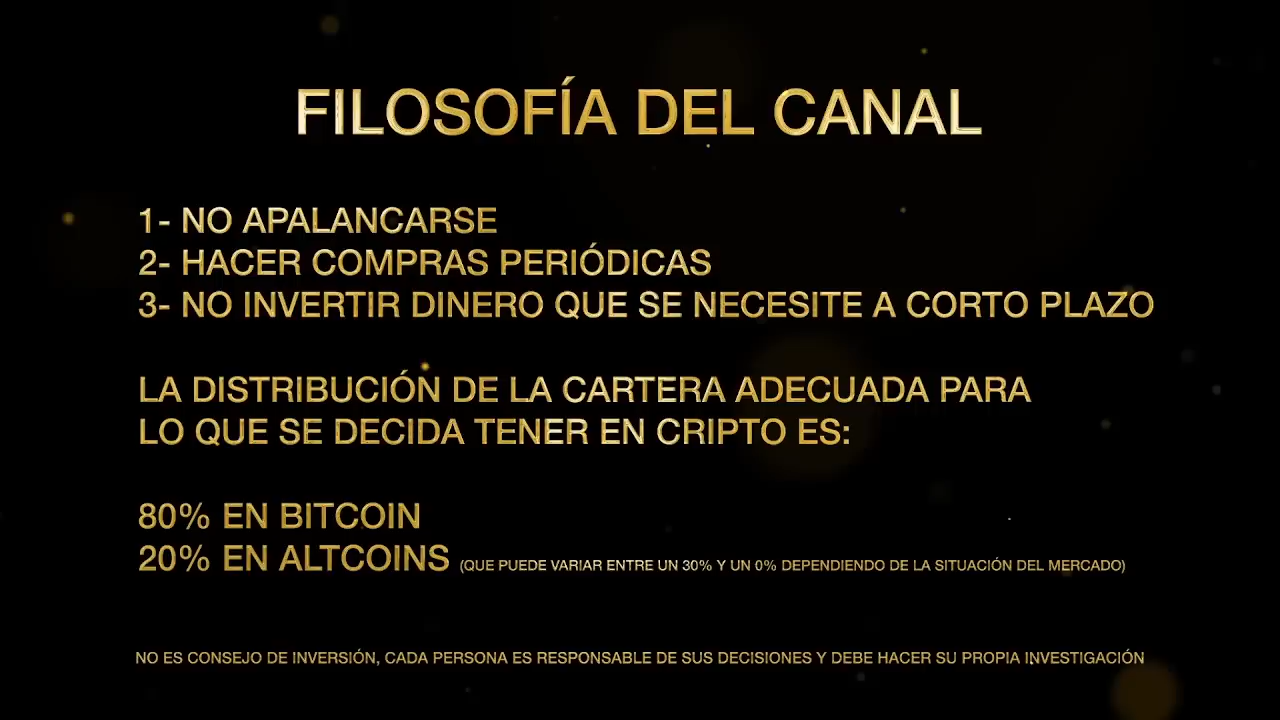 FILOSOFÍA DEL CANAL
1- NO APALANCARSE
2- HACER COMPRAS PERIÓDICAS
3- NO INVERTIR DINERO QUE SE NECESITE A CORTO PLAZO
LA DISTRIBUCIÓN DE LA CARTERA ADECUADA PARA
LO QUE SE DECIDA TENER EN CRIPTO ES:
80% EN BITCOIN
20% EN ALTCOINS (QUE PUEDE VARIAR ENTRE UN 30% Y UN 0% DEPENDIENDO DE LA SITUACIÓN DEL MERCADO)
NO ES CONSEJO DE INVERSIÓN, CADA PERSONA ES RESPONSABLE DE SUS DECISIONES Y DEBE HACER SU PROPIA INVESTIGACIÓN